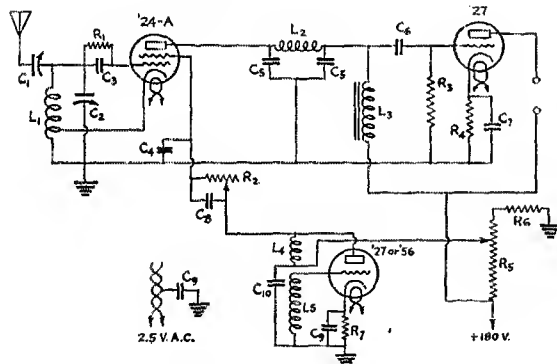 '24-A
'27
L2
C6
R1
C1
C3
C5
C5
L1
C2
L3
R3
R4
C7
C4
R2
C8
R6
L4
'27 or '56
R5
C10
L5
C9
C9
R7
2.5 V. A.C.
+180 V.